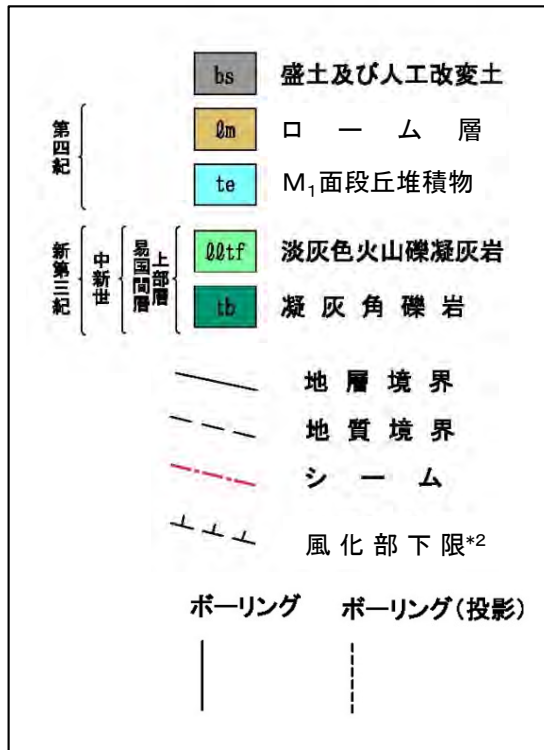 bs 盛土及び人工改変土
第四紀
ℓm ローム層
te M₁面段丘堆積物
新第三紀 中新世 易国間層 上部層
ℓℓtf 淡灰色火山礫凝灰岩
tb 凝灰角礫岩
地層境界
地質境界
シーム
風化部下限*2
ボーリング ボーリング(投影)